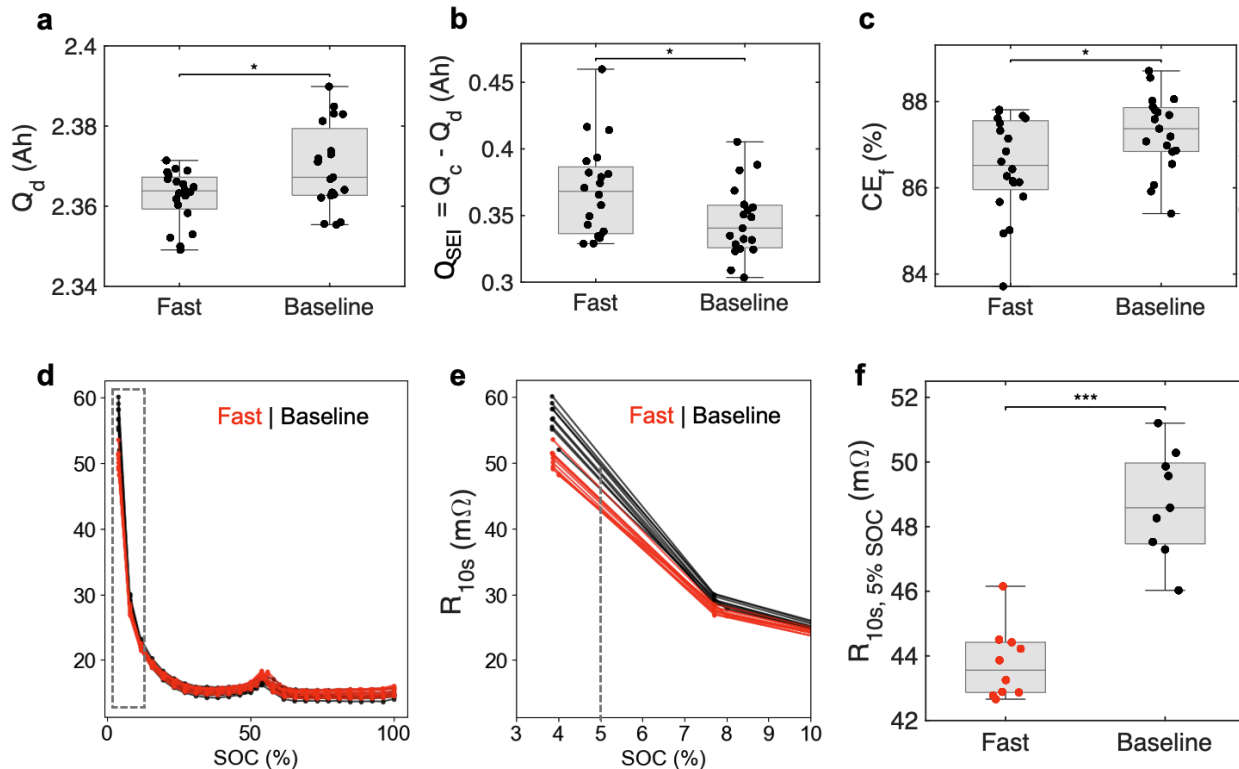 a
2.4
2.38
2.36
2.34
Q_d (Ah)
*
Fast
Baseline
b
0.45
0.4
0.35
0.3
Q_SEI = Q_c - Q_d (Ah)
*
Fast
Baseline
c
88
86
84
CE_f (%)
*
Fast
Baseline
d
60
50
40
30
20
Fast | Baseline
0
50
100
SOC (%)
e
60
50
40
30
20
R_10s (mΩ)
Fast | Baseline
3
4
5
6
7
8
9
10
SOC (%)
f
52
50
48
46
44
42
R_10s, 5% SOC (mΩ)
***
Fast
Baseline